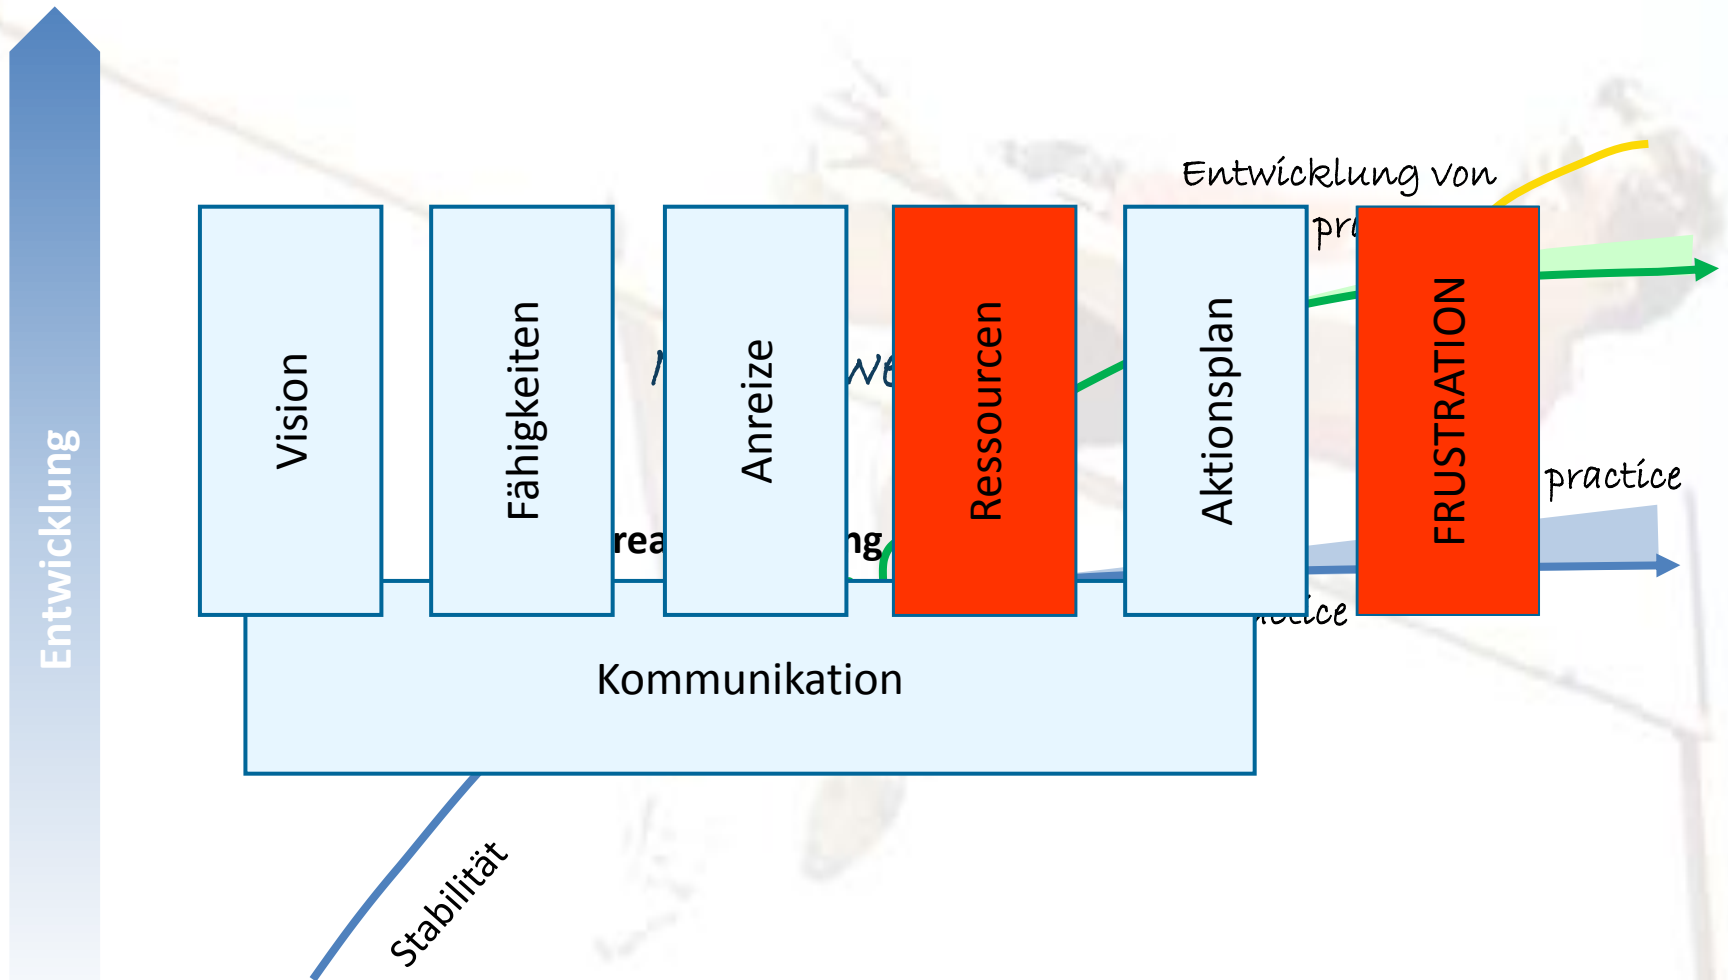 Entwicklung von
Entwicklung
Vision
Fähigkeiten
Anreize
Ressourcen
Aktionsplan
FRUSTRATION
practice
Kommunikation
Stabilität